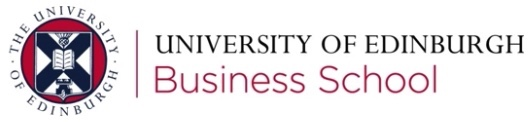 THE UNIVERSITY OF EDINBURGH
UNIVERSITY OF EDINBURGH
Business School